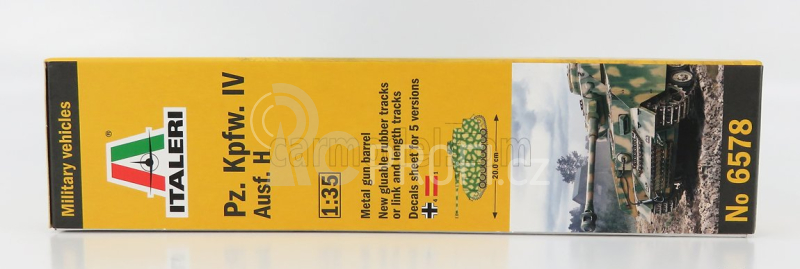 Military vehicles
ITALERI
®
Pz. Kpfw. IV
Ausf. H
1:35
Metal gun barrel
New gluable rubber tracks
or link and length tracks
Decals sheet for 5 versions
20.0 cm
No 6578